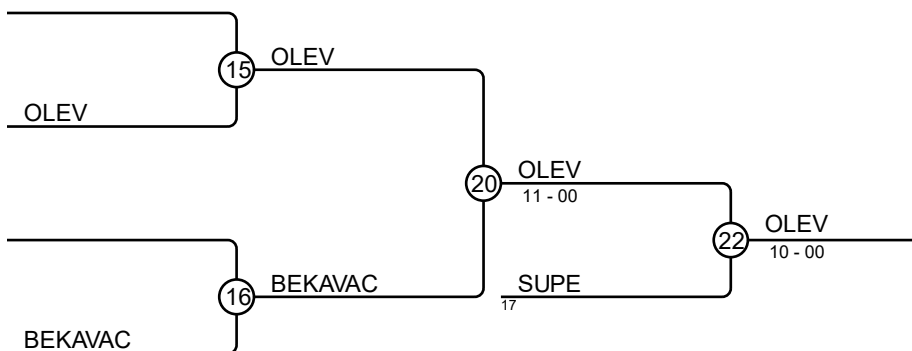 15
OLEV
OLEV
20
OLEV
11 - 00
22
OLEV
10 - 00
16
BEKAVAC
17
SUPE
BEKAVAC